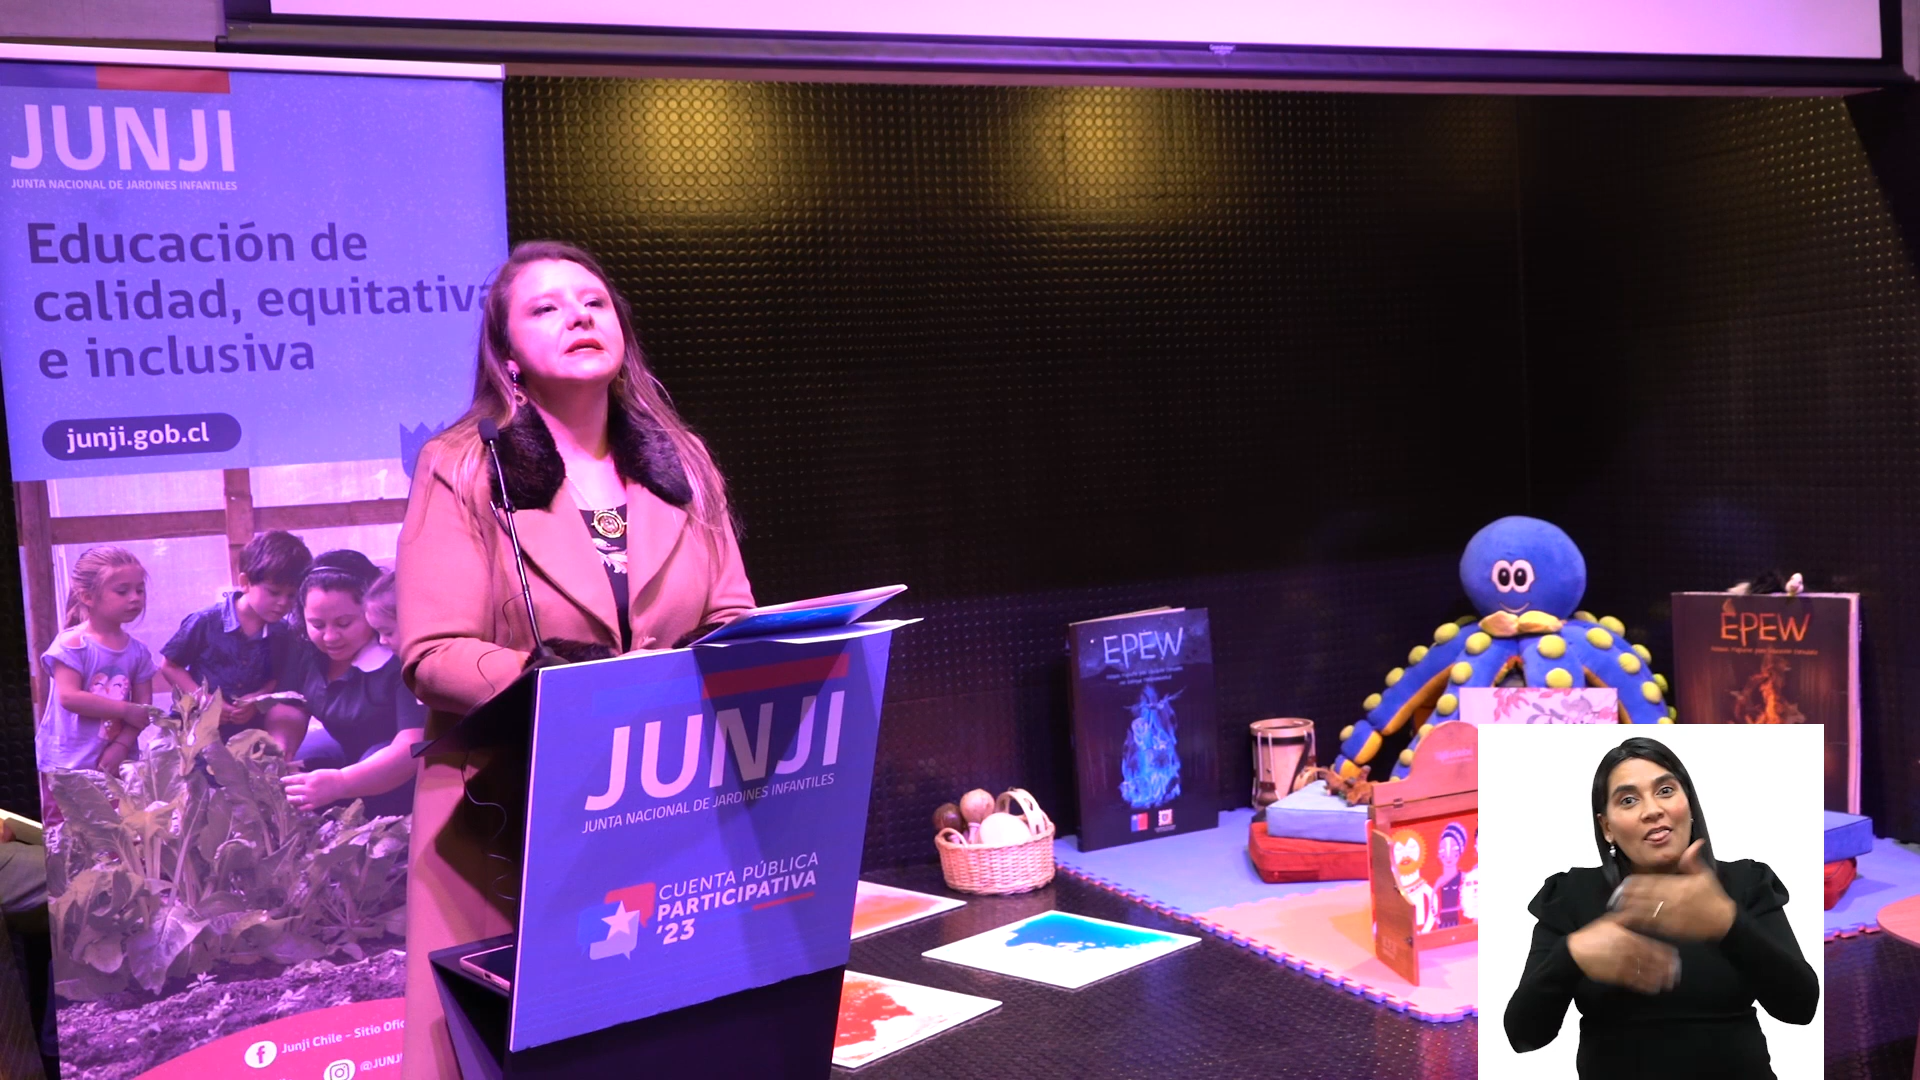 JUNJI
JUNTA NACIONAL DE JARDINES INFANTILES
Educación de
calidad, equitativa
e inclusiva
junji.gob.cl
Junji Chile - Sitio Ofic
@JUNJI
JUNJI
JUNTA NACIONAL DE JARDINES INFANTILES
CUENTA PÚBLICA
PARTICIPATIVA
'23
EPEW
EPEW